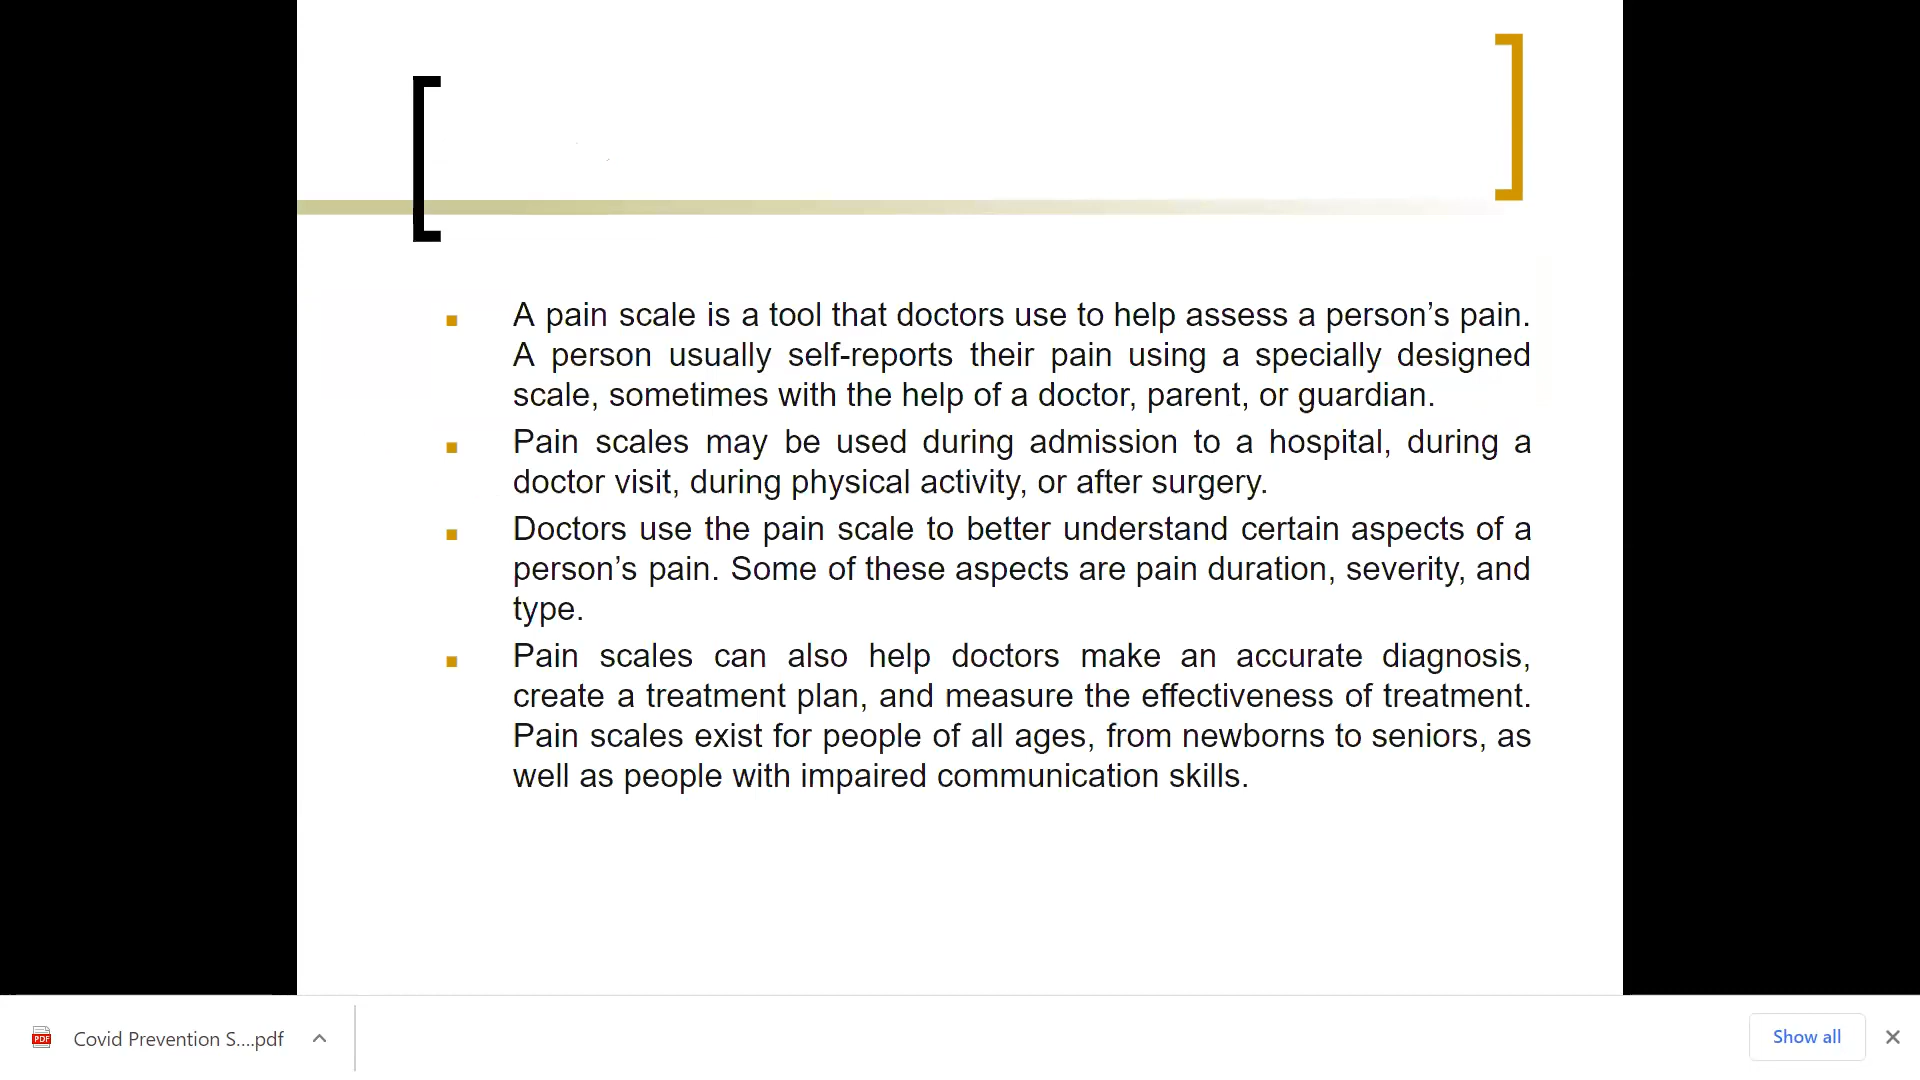 A pain scale is a tool that doctors use to help assess a person’s pain.
A person usually self-reports their pain using a specially designed
scale, sometimes with the help of a doctor, parent, or guardian.
Pain scales may be used during admission to a hospital, during a
doctor visit, during physical activity, or after surgery.
Doctors use the pain scale to better understand certain aspects of a
person’s pain. Some of these aspects are pain duration, severity, and
type.
Pain scales can also help doctors make an accurate diagnosis,
create a treatment plan, and measure the effectiveness of treatment.
Pain scales exist for people of all ages, from newborns to seniors, as
well as people with impaired communication skills.
PDF
Covid Prevention S....pdf
Show all